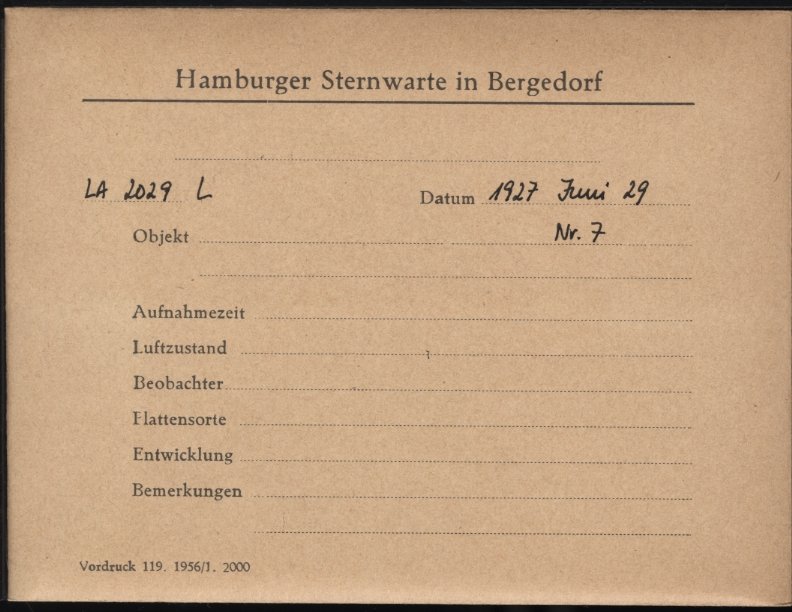 Hamburger Sternwarte in Bergedorf
LA 2029 L Datum 1927 Juni 29
Objekt Nr. 7
Aufnahmezeit
Luftzustand
Beobachter
Plattensorte
Entwicklung
Bemerkungen
Vordruck 119. 1956/1. 2000